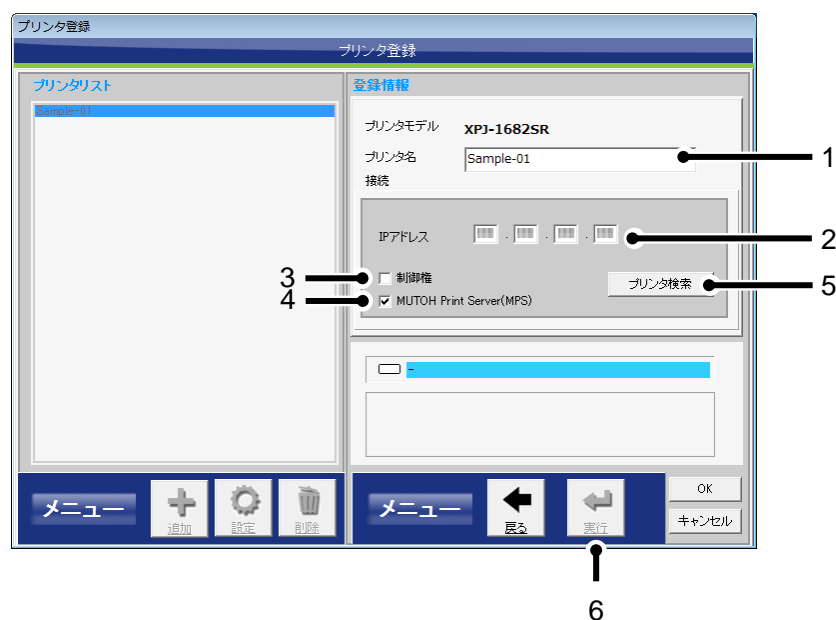 プリンタ登録
プリンタ登録
プリンタリスト
Sample-01
登録情報
プリンタモデル XPJ-1682SR
プリンタ名 Sample-01
接続
IPアドレス . . .
制御権
プリンタ検索
MUTOH Print Server(MPS)
-
メニュー
追加
設定
削除
メニュー
戻る
実行
OK
キャンセル
1
2
3
4
5
6